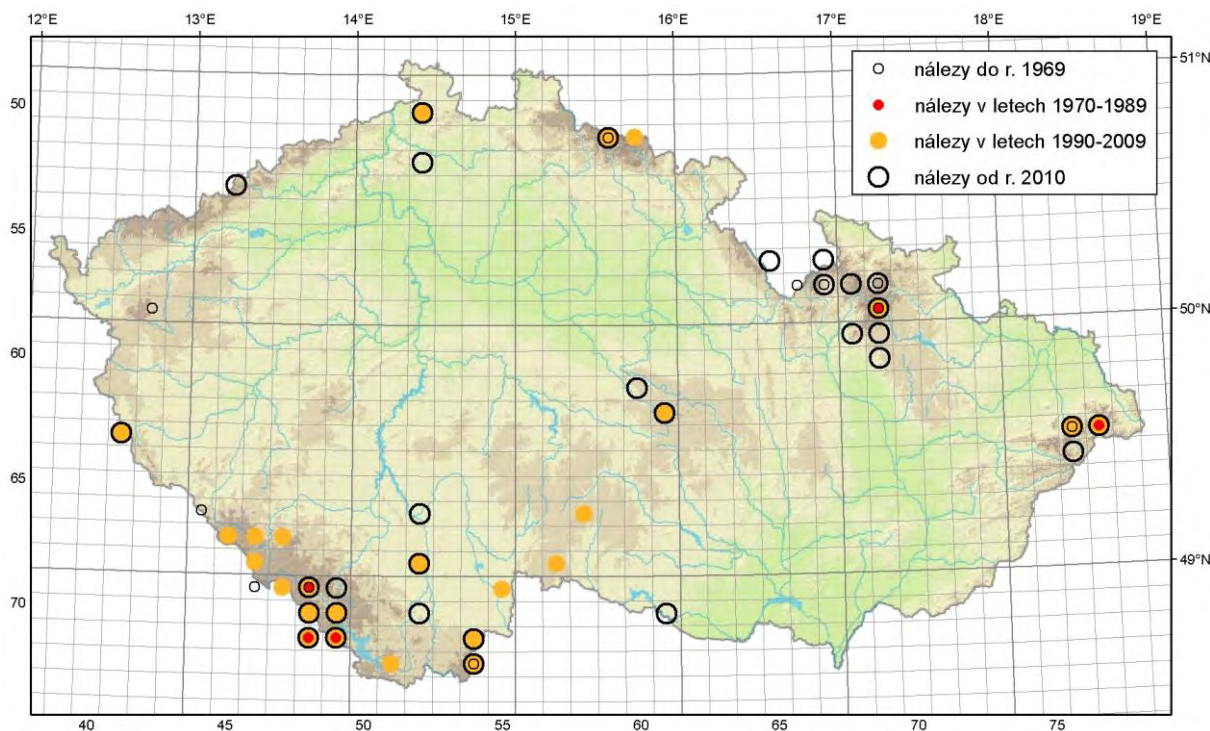 12°E 13°E 14°E 15°E 16°E 17°E 18°E 19°E
51°N
nálezy do r. 1969
nálezy v letech 1970-1989
nálezy v letech 1990-2009
nálezy od r. 2010
50
55
50°N
60
65
49°N
70
40 45 50 55 60 65 70 75